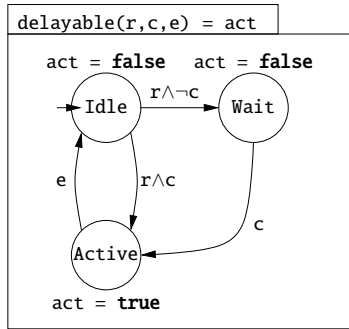 delayable(r,c,e) = act
act = false act = false
Idle r∧¬c Wait
e r∧c c
Active
act = true